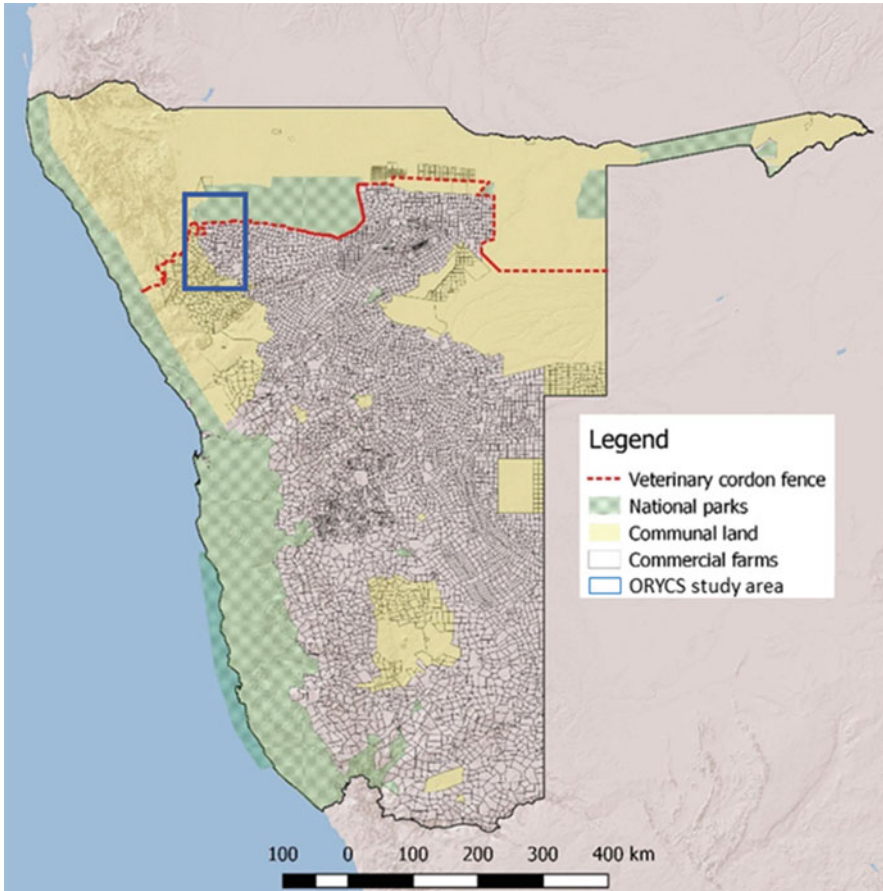 Legend
Veterinary cordon fence
National parks
Communal land
Commercial farms
ORYCS study area
100 0 100 200 300 400 km